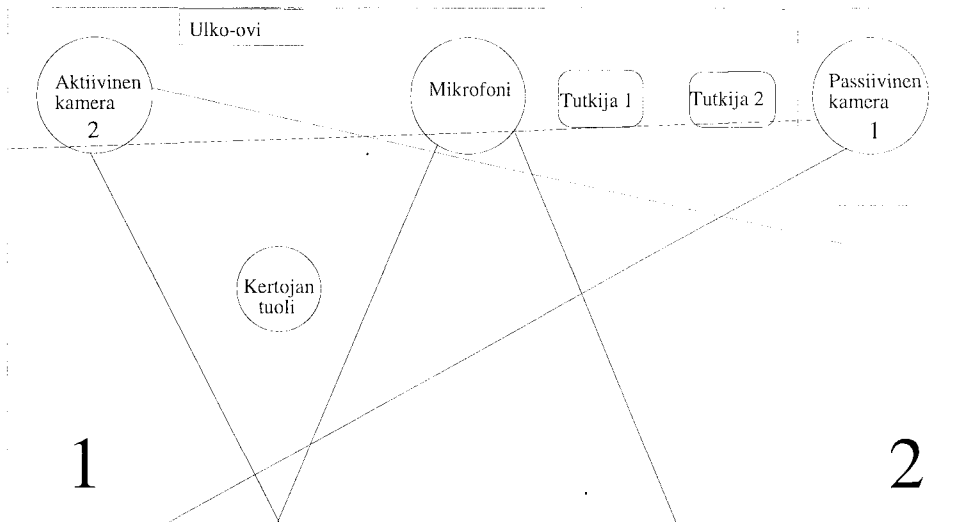 Ulko-ovi
Aktiivinen
kamera
2
Mikrofoni
Tutkija 1
Tutkija 2
Passiivinen
kamera
1
Kertojan
tuoli
1
2